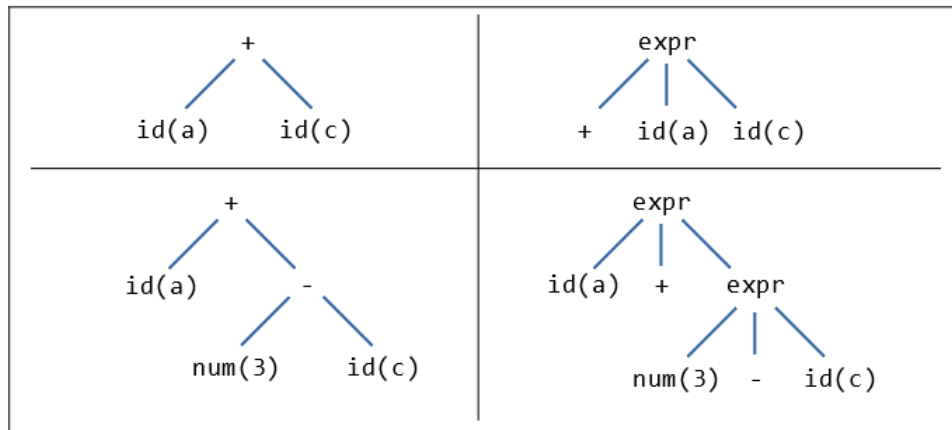 +
id(a) id(c)
expr
+ id(a) id(c)
+
id(a) -
num(3) id(c)
expr
id(a) + expr
num(3) - id(c)